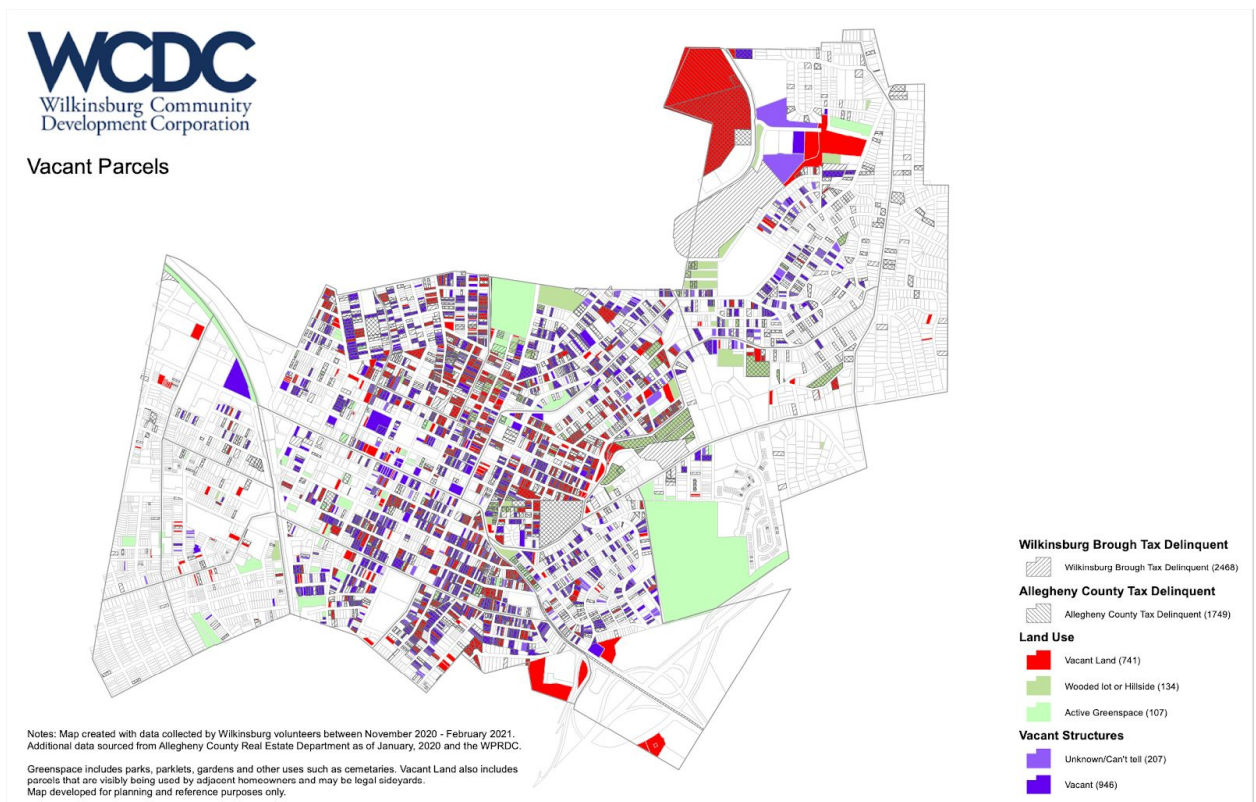 WCDC
Wilkinsburg Community
Development Corporation
Vacant Parcels
Wilkinsburg Brough Tax Delinquent
Wilkinsburg Brough Tax Delinquent (2468)
Allegheny County Tax Delinquent
Allegheny County Tax Delinquent (1749)
Land Use
Vacant Land (741)
Wooded lot or Hillside (134)
Active Greenspace (107)
Vacant Structures
Unknown/Can't tell (207)
Vacant (946)
Notes: Map created with data collected by Wilkinsburg volunteers between November 2020 - February 2021.
Additional data sourced from Allegheny County Real Estate Department as of January, 2020 and the WPRDC.
Greenspace includes parks, parklets, gardens and other uses such as cemetaries. Vacant Land also includes
parcels that are visibly being used by adjacent homeowners and may be legal sideyards.
Map developed for planning and reference purposes only.